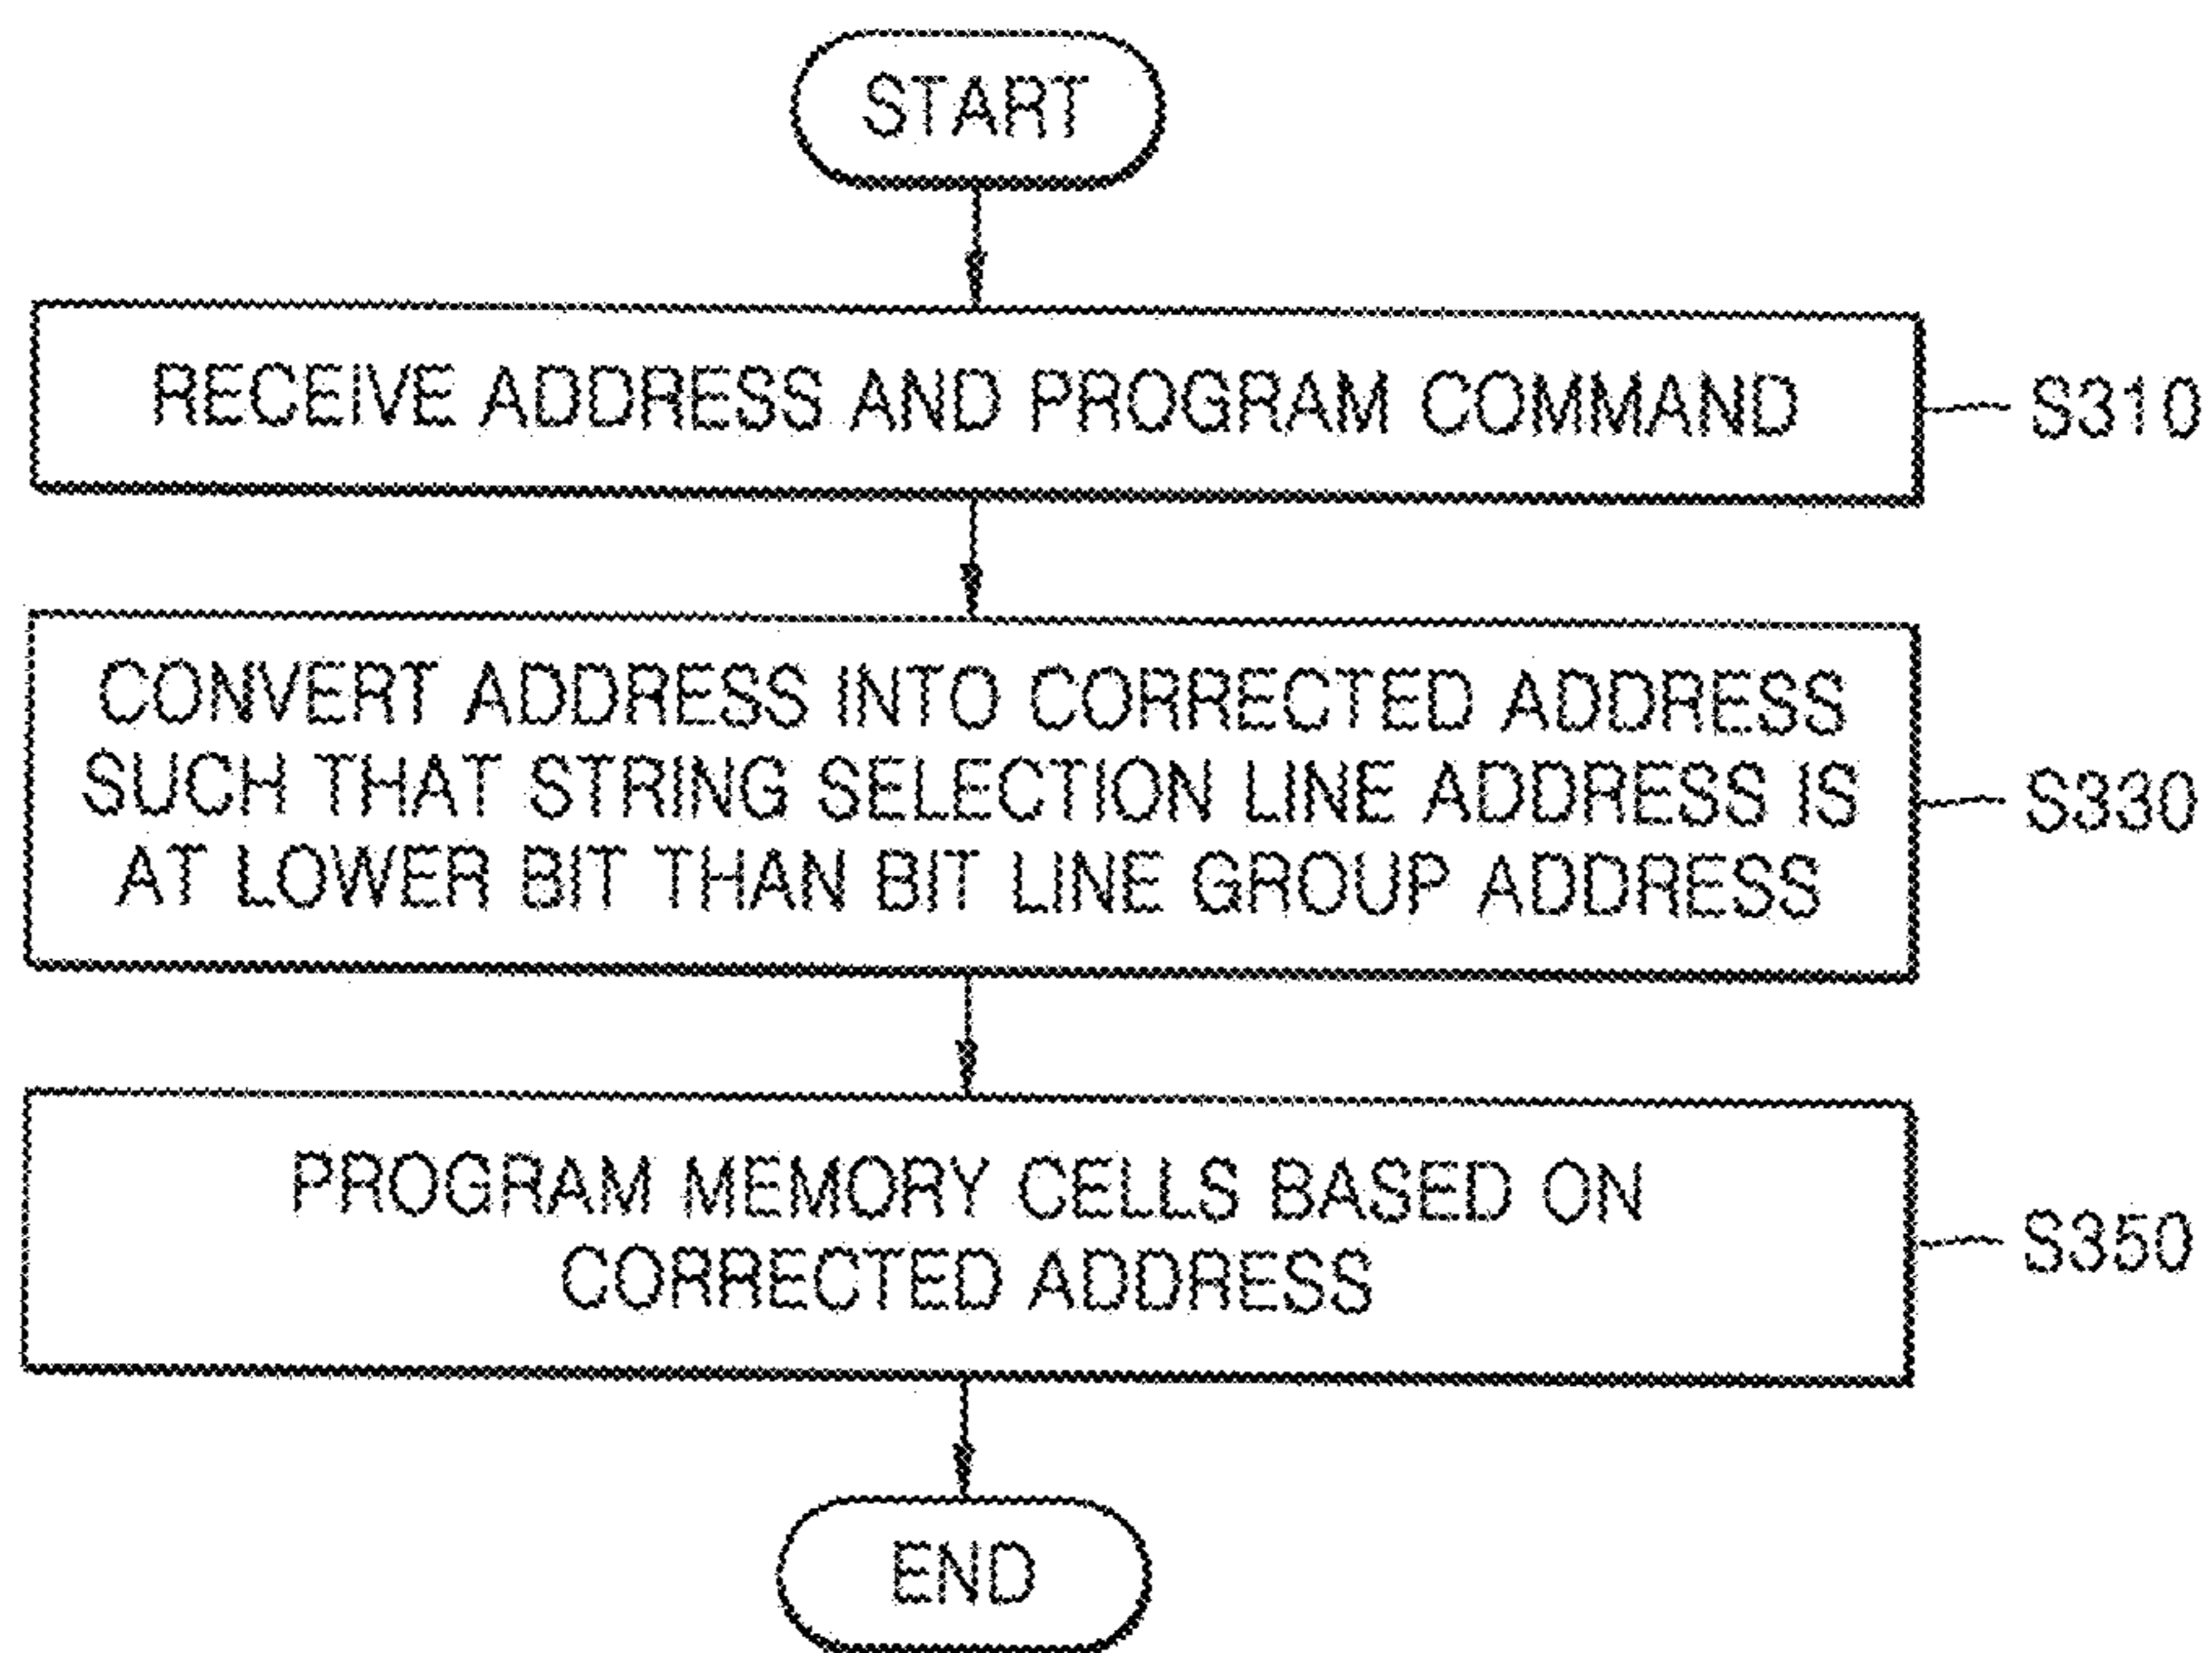 START
RECEIVE ADDRESS AND PROGRAM COMMAND
S310
CONVERT ADDRESS INTO CORRECTED ADDRESS
SUCH THAT STRING SELECTION LINE ADDRESS IS
AT LOWER BIT THAN BIT LINE GROUP ADDRESS
S330
PROGRAM MEMORY CELLS BASED ON
CORRECTED ADDRESS
S350
END